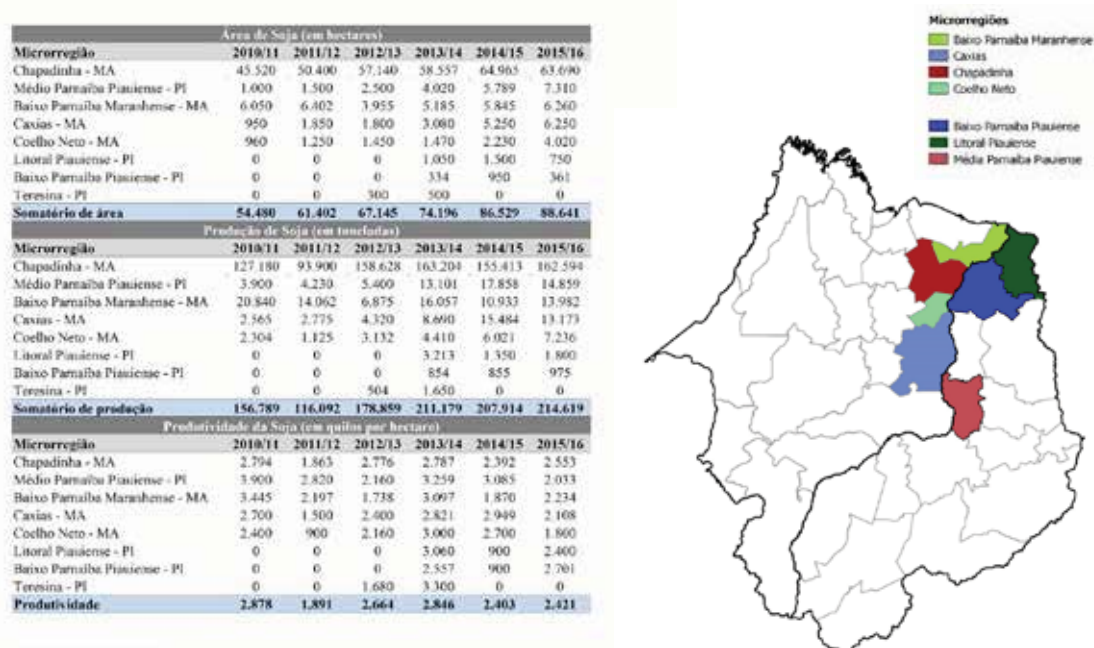 Área de Soja (em hectares)
Microrregião 2010/11 2011/12 2012/13 2013/14 2014/15 2015/16
Chapadinha - MA 45.520 50.400 57.140 58.557 64.965 63.690
Médio Parnaíba Piauiense - PI 1.000 1.500 2.500 4.020 5.789 7.310
Baixo Parnaíba Maranhense - MA 6.050 6.402 3.955 5.185 5.845 6.260
Caxias - MA 950 1.850 1.800 3.080 5.250 6.250
Coelho Neto - MA 960 1.250 1.450 1.470 2.230 4.020
Litoral Piauiense - PI 0 0 0 1.050 1.500 750
Baixo Parnaíba Piauiense - PI 0 0 0 334 950 361
Teresina - PI 0 0 300 500 0 0
Somatório de área 54.480 61.402 67.145 74.196 86.529 88.641
Produção de Soja (em toneladas)
Microrregião 2010/11 2011/12 2012/13 2013/14 2014/15 2015/16
Chapadinha - MA 127.180 93.900 158.628 163.204 155.413 162.594
Médio Parnaíba Piauiense - PI 3.900 4.230 5.400 13.101 17.858 14.859
Baixo Parnaíba Maranhense - MA 20.840 14.062 6.875 16.057 10.933 13.982
Caxias - MA 2.565 2.775 4.320 8.690 15.484 13.173
Coelho Neto - MA 2.304 1.125 3.132 4.410 6.021 7.236
Litoral Piauiense - PI 0 0 0 3.213 1.350 1.800
Baixo Parnaíba Piauiense - PI 0 0 0 854 855 975
Teresina - PI 0 0 504 1.650 0 0
Somatório de produção 156.789 116.092 178.859 211.179 207.914 214.619
Produtividade da Soja (em quilos por hectare)
Microrregião 2010/11 2011/12 2012/13 2013/14 2014/15 2015/16
Chapadinha - MA 2.794 1.863 2.776 2.787 2.392 2.553
Médio Parnaíba Piauiense - PI 3.900 2.820 2.160 3.259 3.085 2.033
Baixo Parnaíba Maranhense - MA 3.445 2.197 1.738 3.097 1.870 2.234
Caxias - MA 2.700 1.500 2.400 2.821 2.949 2.108
Coelho Neto - MA 2.400 900 2.160 3.000 2.700 1.800
Litoral Piauiense - PI 0 0 0 3.060 900 2.400
Baixo Parnaíba Piauiense - PI 0 0 0 2.557 900 2.701
Teresina - PI 0 0 1.680 3.300 0 0
Produtividade 2.878 1.891 2.664 2.846 2.403 2.421
Microrregiões
Baixo Parnaíba Maranhense
Caxias
Chapadinha
Coelho Neto
Baixo Parnaíba Piauiense
Litoral Piauiense
Média Parnaíba Piauiense